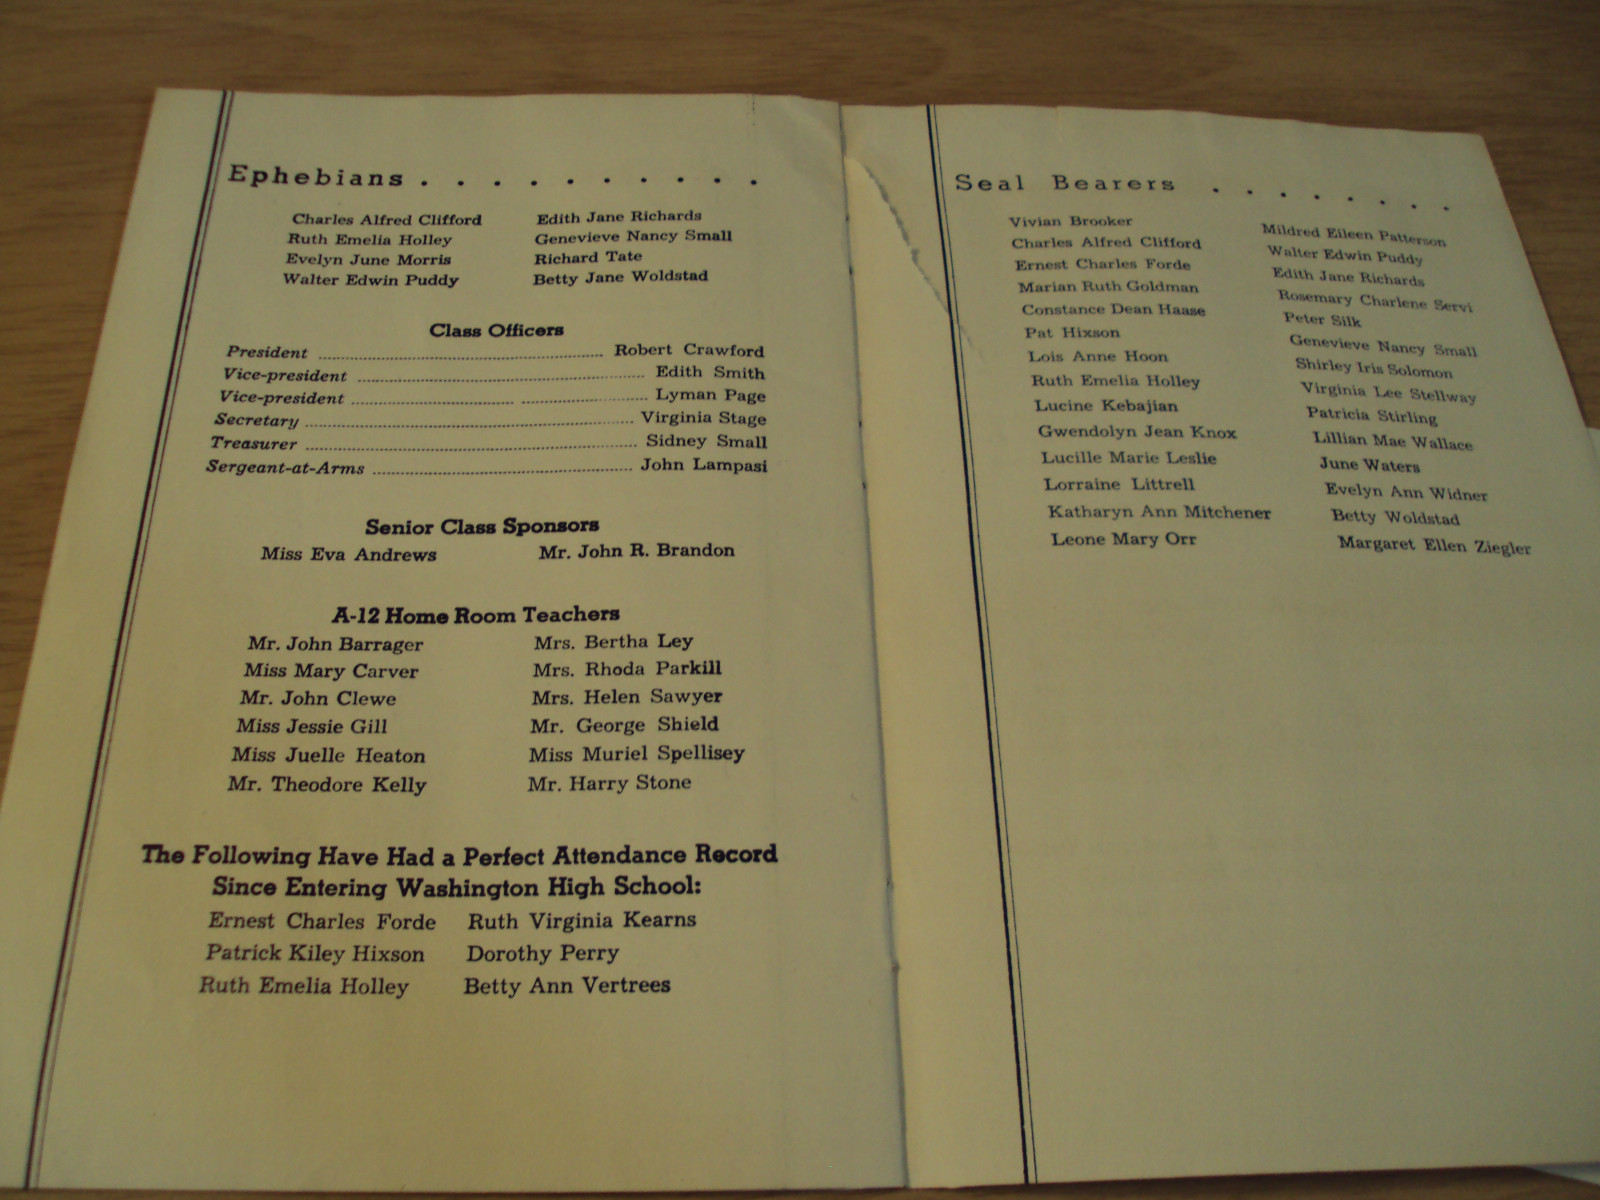 Ephebians . . . . . . . . . .
Charles Alfred Clifford Edith Jane Richards
Ruth Emelia Holley Genevieve Nancy Small
Evelyn June Morris Richard Tate
Walter Edwin Puddy Betty Jane Woldstad
Class Officers
President ........ Robert Crawford
Vice-president ........ Edith Smith
Vice-president ........ Lyman Page
Secretary ........ Virginia Stage
Treasurer ........ Sidney Small
Sergeant-at-Arms ........ John Lampasi
Senior Class Sponsors
Miss Eva Andrews Mr. John R. Brandon
A-12 Home Room Teachers
Mr. John Barrager Mrs. Bertha Ley
Miss Mary Carver Mrs. Rhoda Parkill
Mr. John Clewe Mrs. Helen Sawyer
Miss Jessie Gill Mr. George Shield
Miss Juelle Heaton Miss Muriel Spellisey
Mr. Theodore Kelly Mr. Harry Stone
The Following Have Had a Perfect Attendance Record
Since Entering Washington High School:
Ernest Charles Forde Ruth Virginia Kearns
Patrick Kiley Hixson Dorothy Perry
Ruth Emelia Holley Betty Ann Vertrees
Seal Bearers . . . . . . . .
Vivian Brooker Mildred Eileen Patterson
Charles Alfred Clifford Walter Edwin Puddy
Ernest Charles Forde Edith Jane Richards
Marian Ruth Goldman Rosemary Charlene Servi
Constance Dean Haase Peter Silk
Pat Hixson Genevieve Nancy Small
Lois Anne Hoon Shirley Iris Solomon
Ruth Emelia Holley Virginia Lee Stellway
Lucine Kebajian Patricia Stirling
Gwendolyn Jean Knox Lillian Mae Wallace
Lucille Marie Leslie June Waters
Lorraine Littrell Evelyn Ann Widner
Katharyn Ann Mitchener Betty Woldstad
Leone Mary Orr Margaret Ellen Ziegler